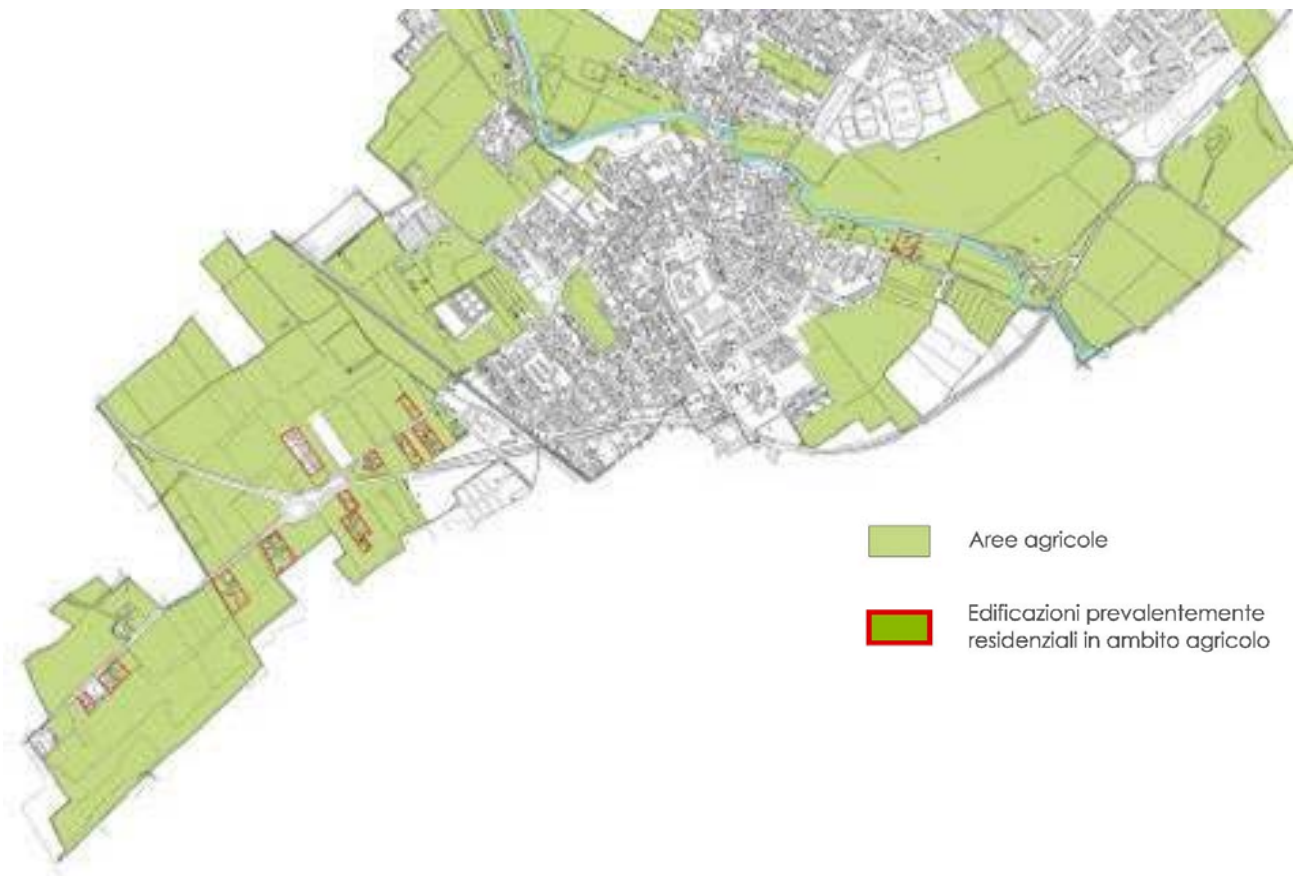 Aree agricole
Edificazioni prevalentemente
residenziali in ambito agricolo